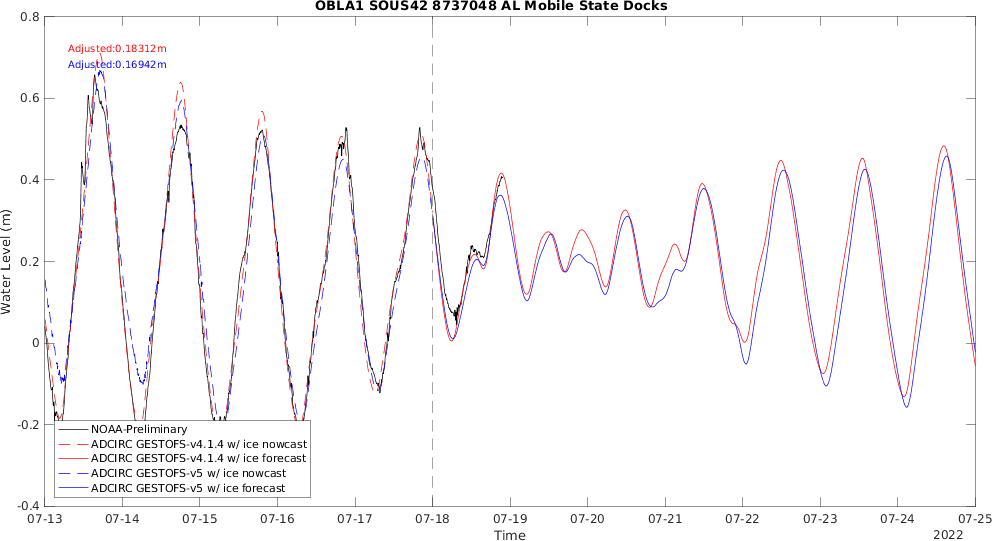 OBLA1 SOUS42 8737048 AL Mobile State Docks
Adjusted:0.18312m
Adjusted:0.16942m
0.8
0.6
0.4
0.2
0
-0.2
-0.4
Water Level (m)
NOAA-Preliminary
ADCIRC GESTOFS-v4.1.4 w/ ice nowcast
ADCIRC GESTOFS-v4.1.4 w/ ice forecast
ADCIRC GESTOFS-v5 w/ ice nowcast
ADCIRC GESTOFS-v5 w/ ice forecast
07-13 07-14 07-15 07-16 07-17 07-18 07-19 07-20 07-21 07-22 07-23 07-24 07-25
Time
2022